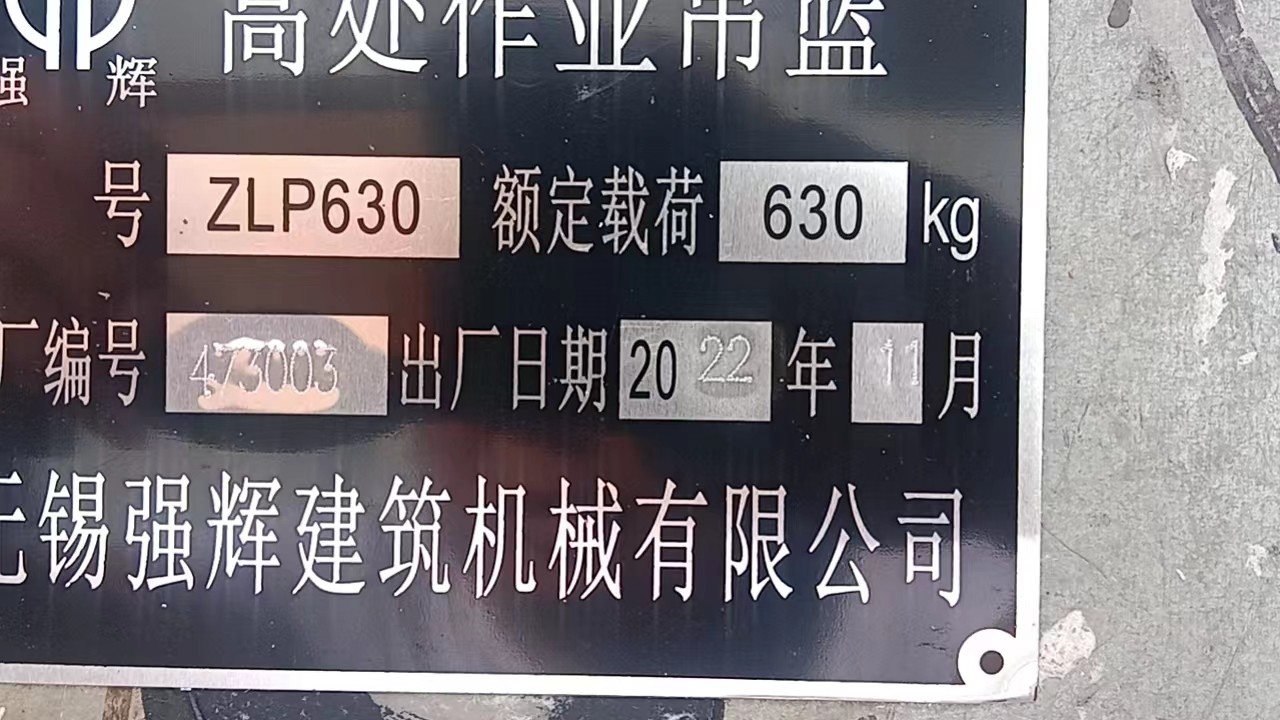 高处作业吊篮
强 辉
号 ZLP630 额定载荷 630 kg
厂编号 473003 出厂日期 2022 年 11 月
无锡强辉建筑机械有限公司